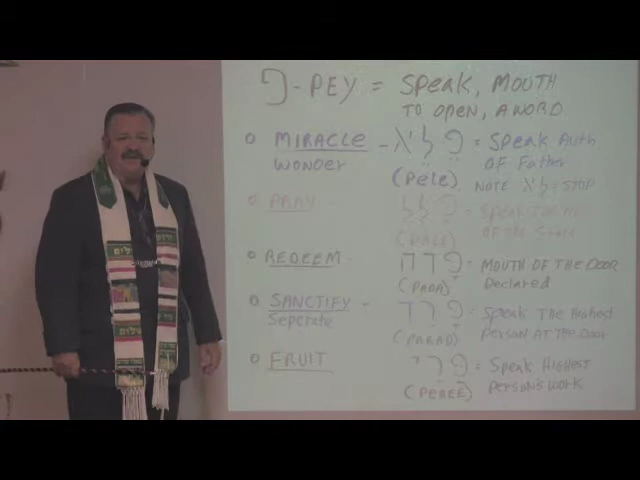 פ - PEY = SPEAK, MOUTH
TO OPEN, A WORD
MIRACLE - פלא = SPEAK Auth
Wonder OF Father
(Pele) NOTE לא = STOP
PRAY
(PALL)
REDEEM - פדה = MOUTH OF THE DOOR
(PADA) Declared
SANCTIFY - פרד = SPEAK THE HIGHEST
Seperate (PARAD) PERSON AT THE DOOR
FRUIT פרי = SPEAK HIGHEST
(PEREE) PERSON'S WORK